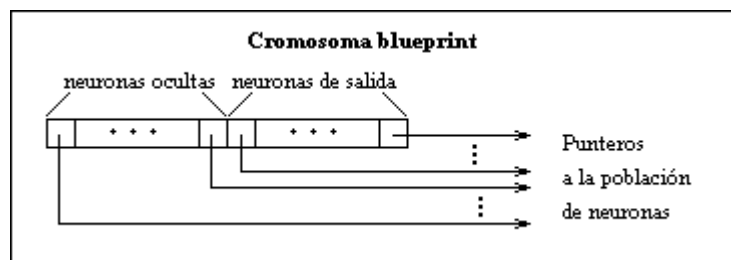 Cromosoma blueprint
neuronas ocultas neuronas de salida
Punteros
a la población
de neuronas